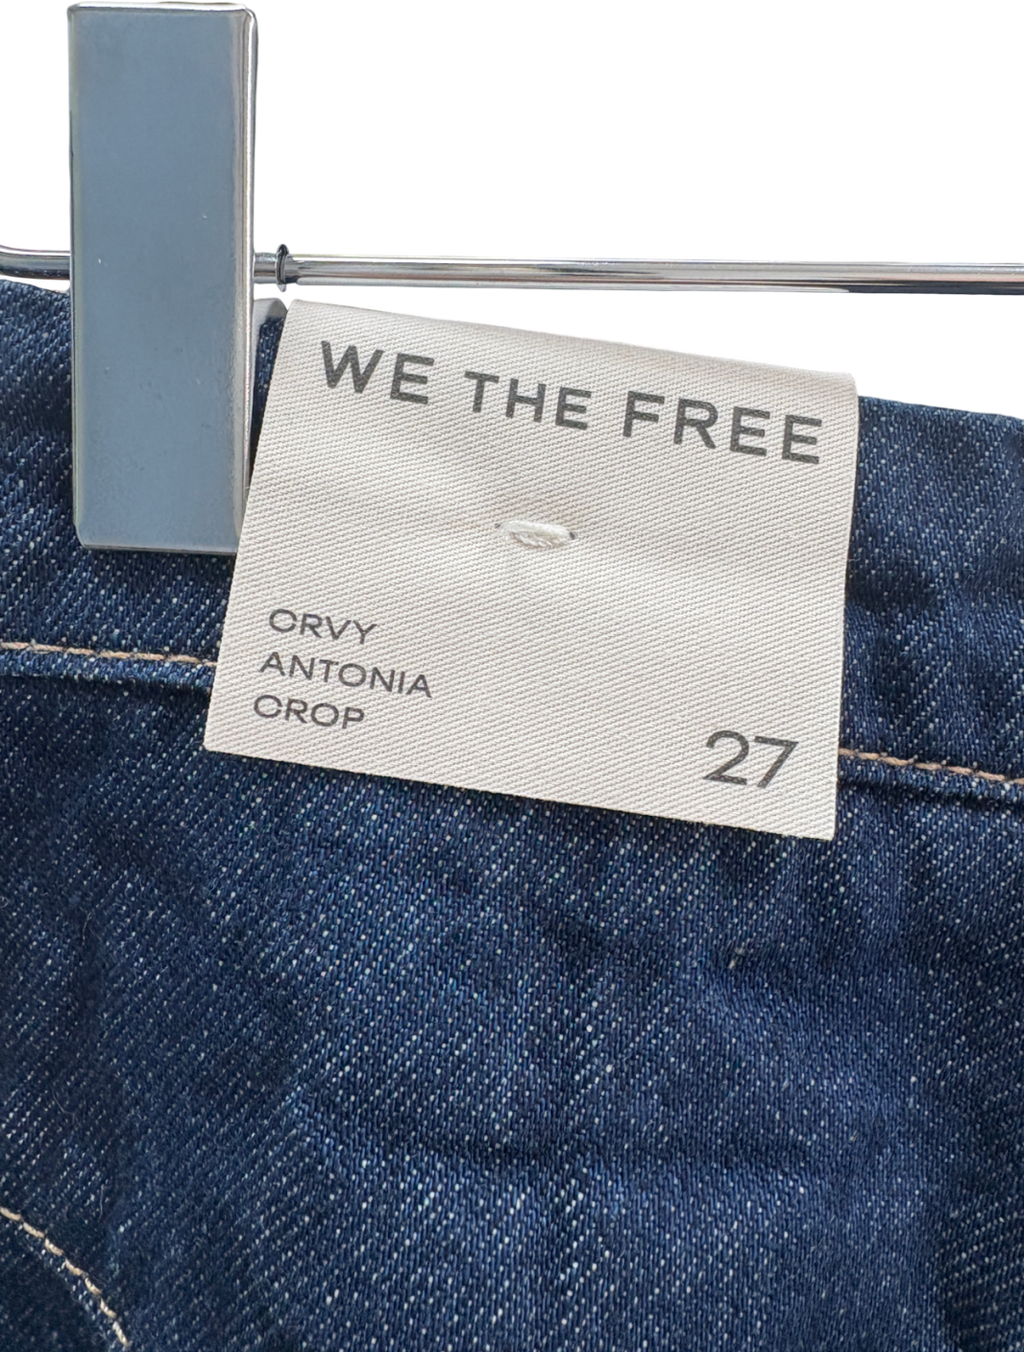 WE THE FREE
CRVY
ANTONIA
CROP
27